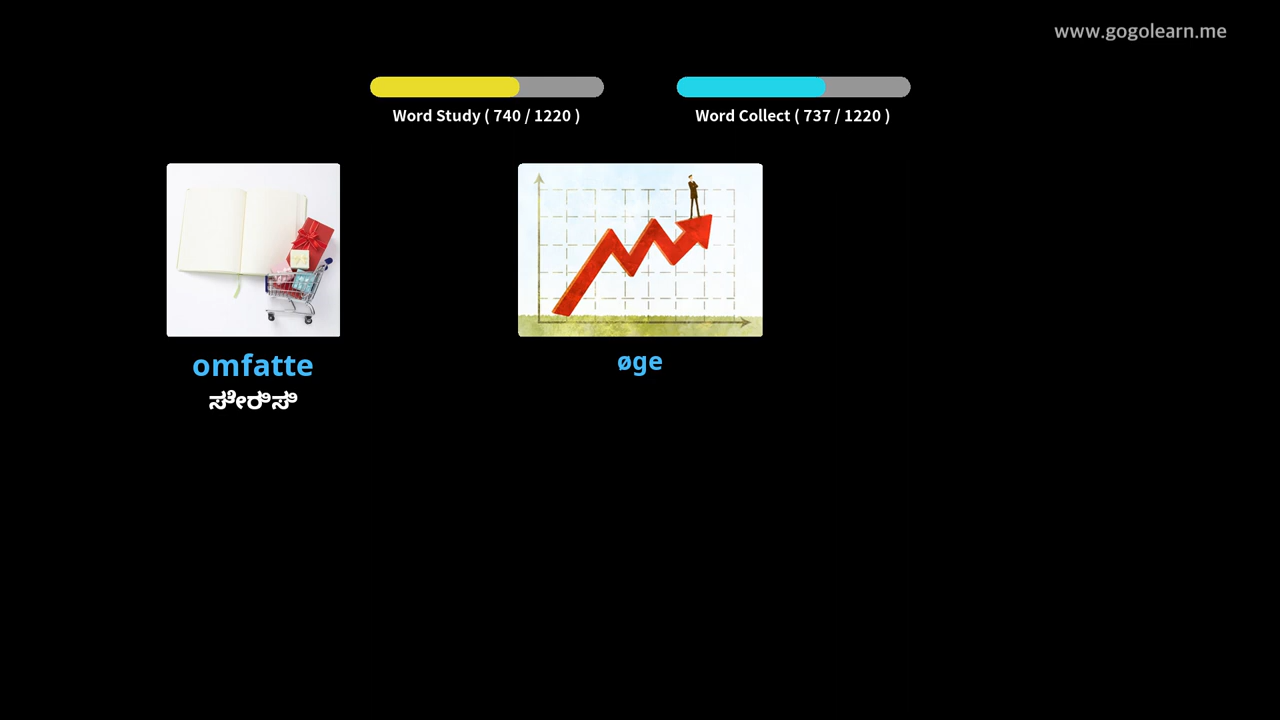 www.gogolearn.me
Word Study ( 740 / 1220 )
Word Collect ( 737 / 1220 )
omfatte
ಸೇರಿಸಿ
øge